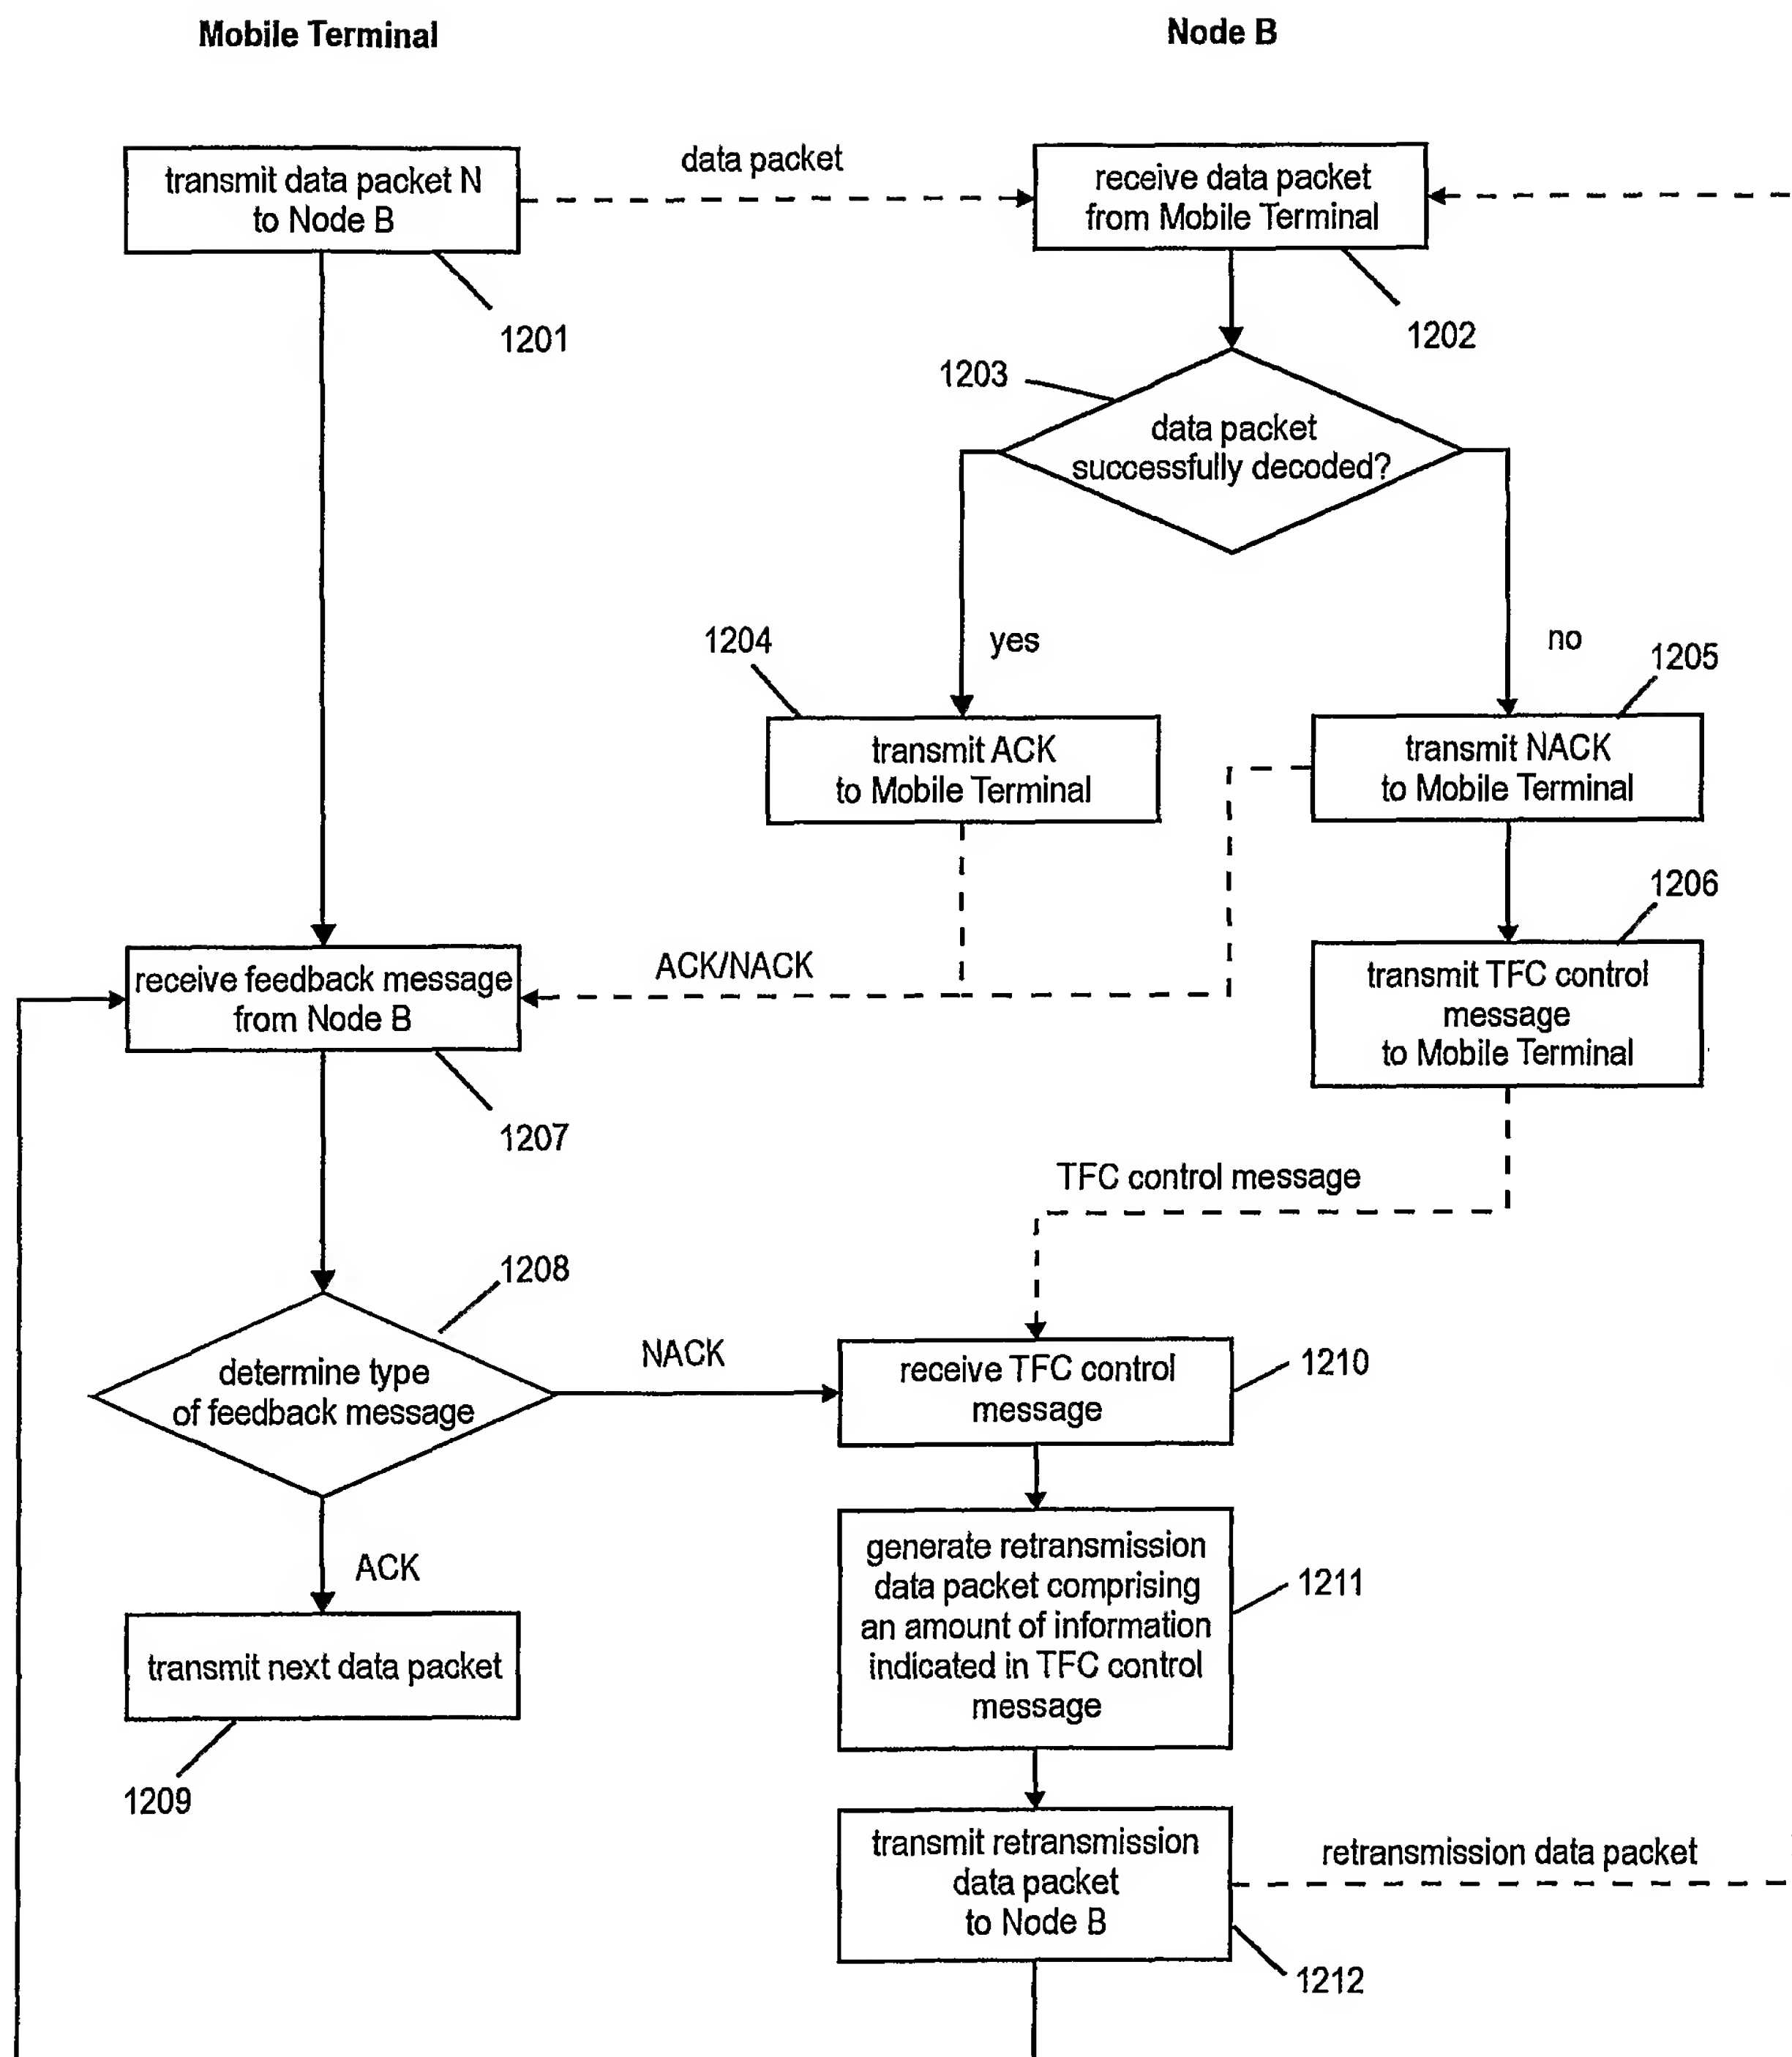 Mobile Terminal
Node B
transmit data packet N
to Node B
data packet
receive data packet
from Mobile Terminal
1201
1202
1203
data packet
successfully decoded?
1204
yes
no
1205
transmit ACK
to Mobile Terminal
transmit NACK
to Mobile Terminal
1206
receive feedback message
from Node B
ACK/NACK
transmit TFC control
message
to Mobile Terminal
1207
TFC control message
1208
determine type
of feedback message
NACK
receive TFC control
message
1210
ACK
generate retransmission
data packet comprising
an amount of information
indicated in TFC control
message
1211
transmit next data packet
1209
transmit retransmission
data packet
to Node B
retransmission data packet
1212